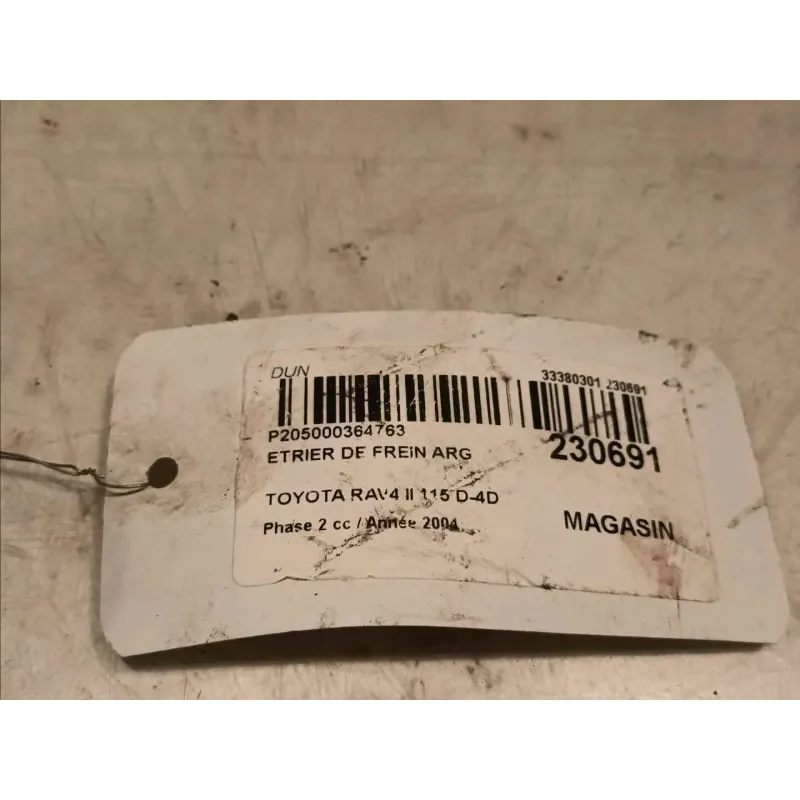 DUN
33380301 230691
P205000364763
230691
ETRIER DE FREIN ARG
TOYOTA RAV4 II 115 D-4D
Phase 2 cc / Année 2004
MAGASIN